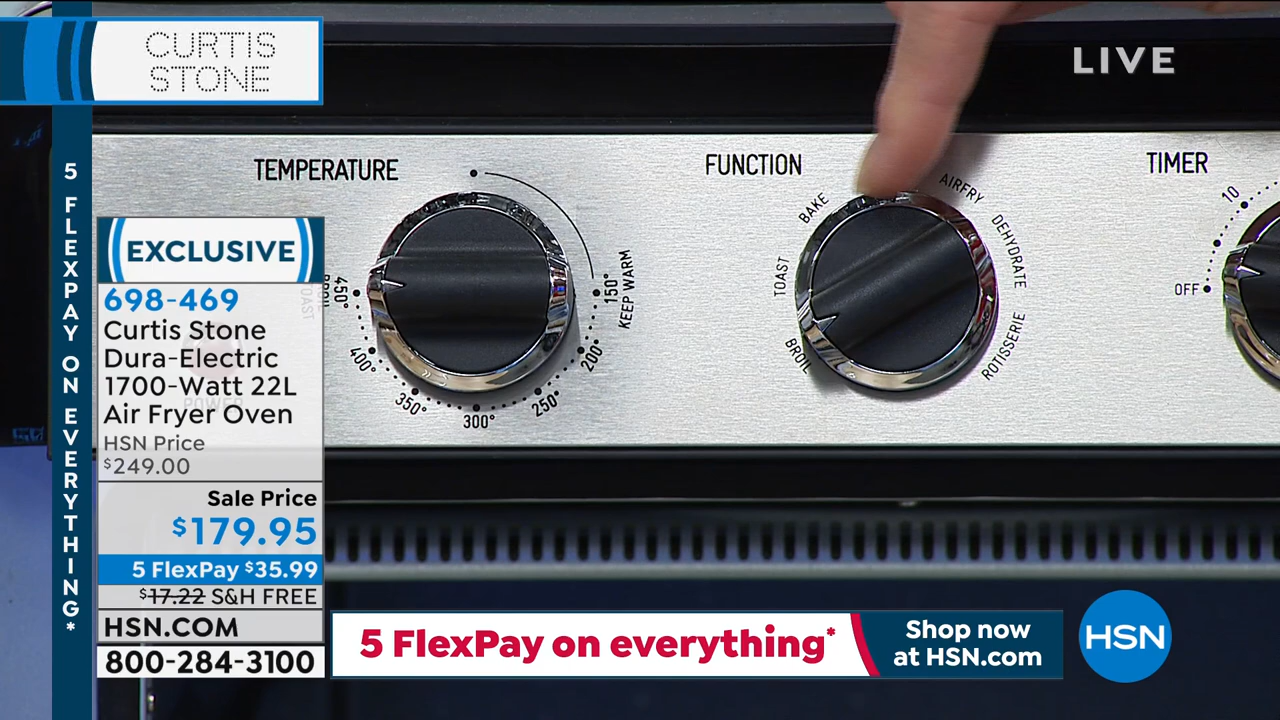 CURTIS
STONE
LIVE
5 FLEXPAY ON EVERYTHING*
EXCLUSIVE
698-469
Curtis Stone
Dura-Electric
1700-Watt 22L
Air Fryer Oven
HSN Price
$249.00
Sale Price
$179.95
5 FlexPay $35.99
$17.22 S&H FREE
HSN.COM
800-284-3100
TEMPERATURE
150°
KEEP WARM
200°
250°
300°
350°
400°
450°
BROIL
TOAST
POWER
FUNCTION
BROIL
TOAST
BAKE
AIRFRY
DEHYDRATE
ROTISSERIE
TIMER
OFF
10
5 FlexPay on everything*
Shop now
at HSN.com
HSN